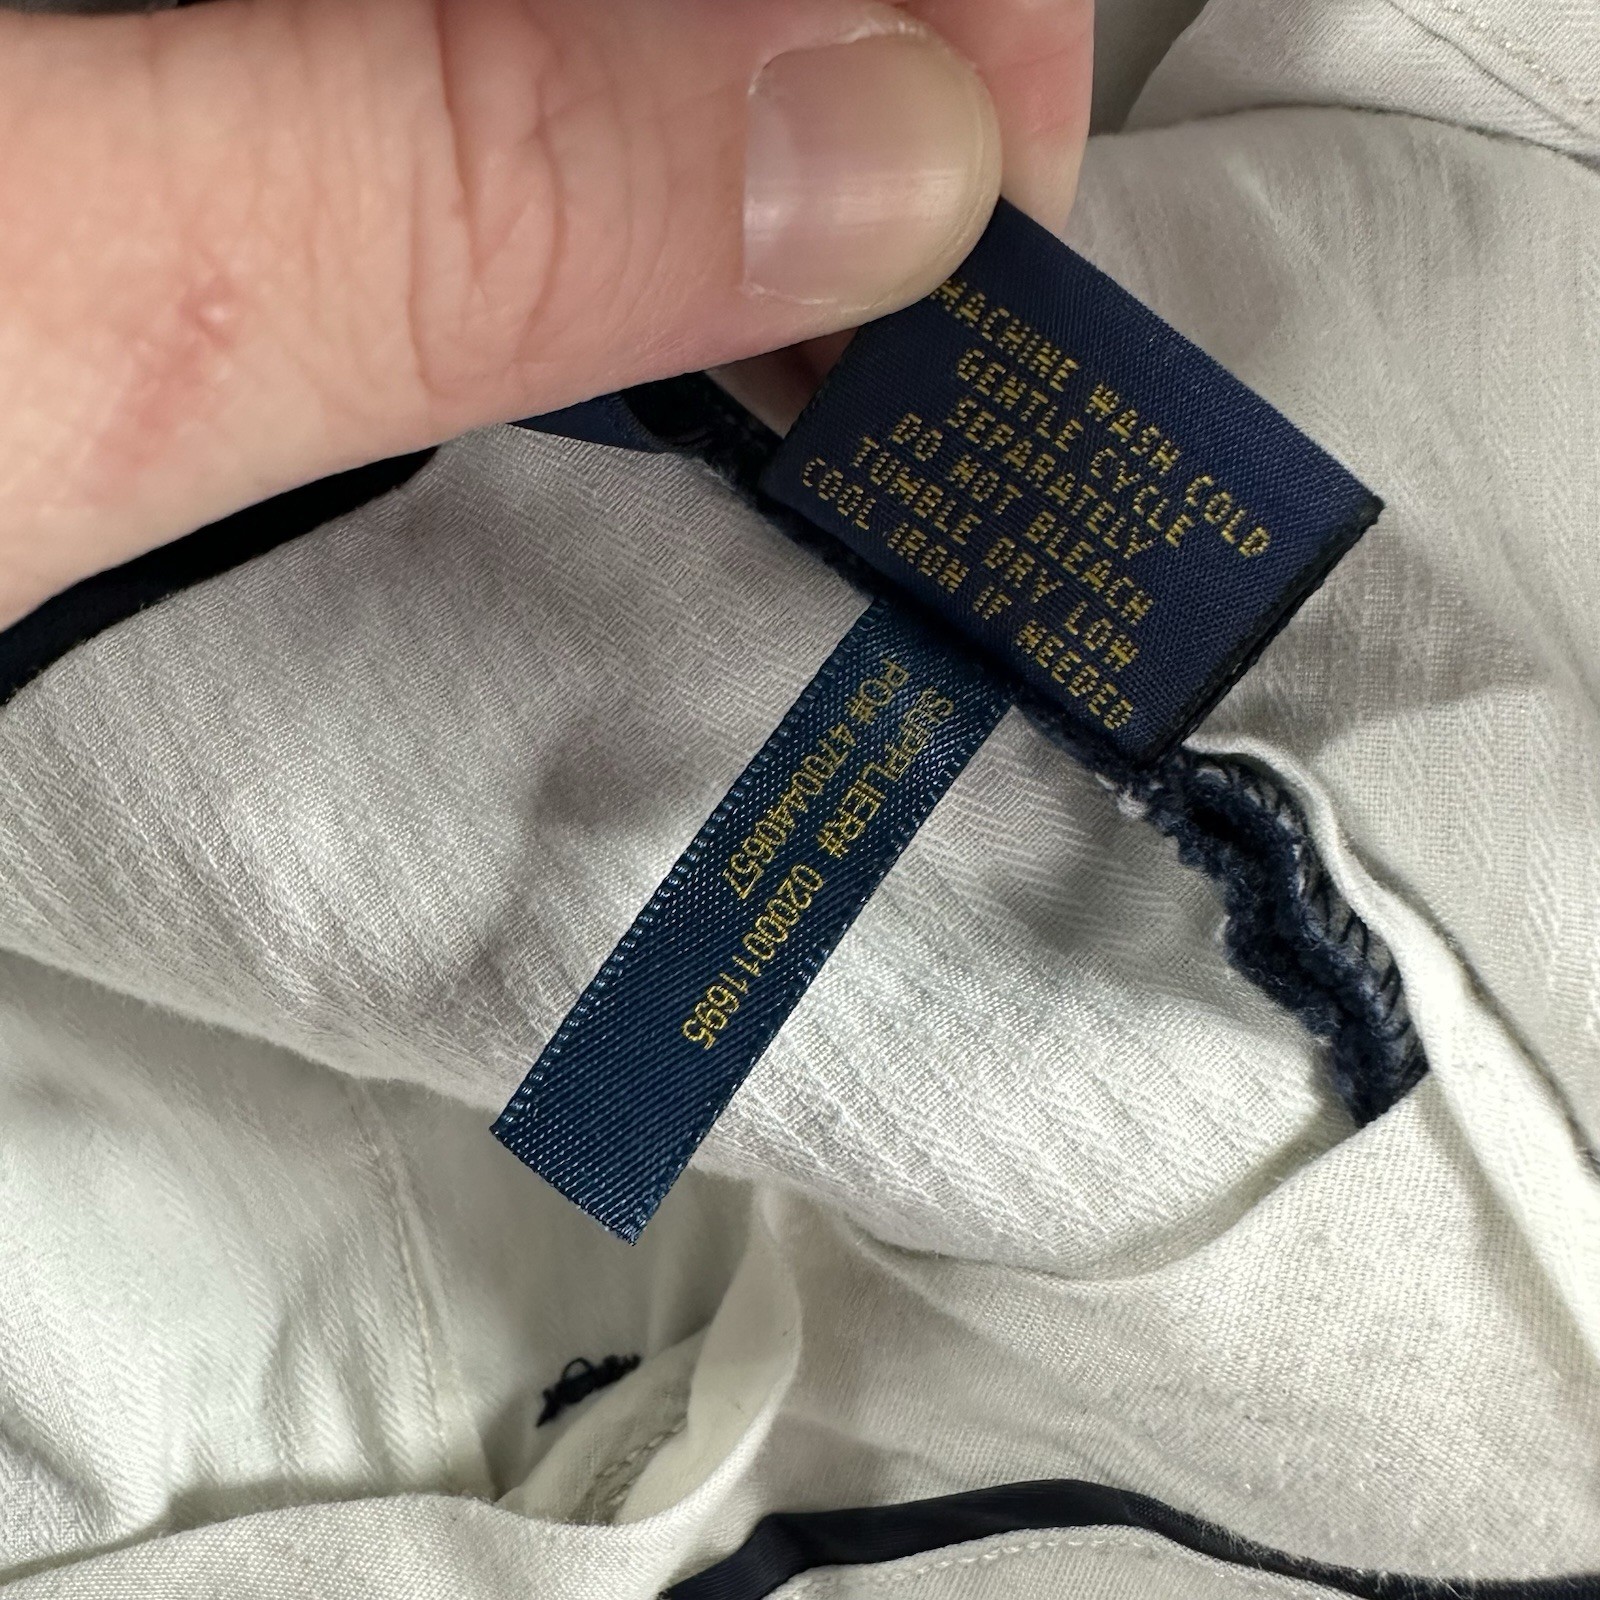 MACHINE WASH COLD
GENTLE CYCLE
SEPARATELY
DO NOT BLEACH
TUMBLE DRY LOW
COOL IRON IF NEEDED
SUPPLIER# 0200011695
PO# 4700440657